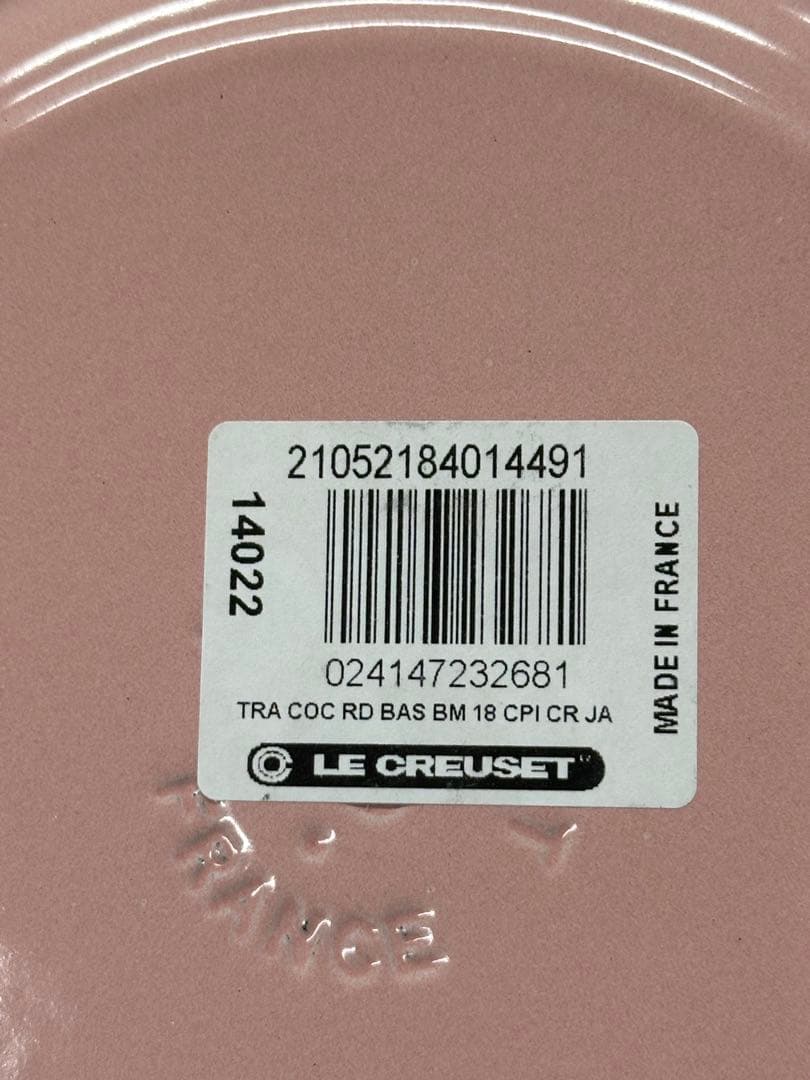 21052184014491
14022
MADE IN FRANCE
024147232681
TRA COC RD BAS BM 18 CPI CR JA
LE CREUSET
FRANCE